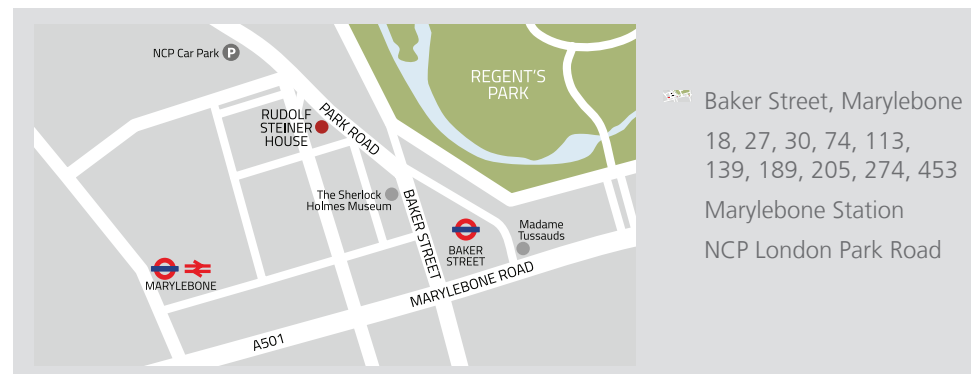 NCP Car Park P
REGENT'S
PARK
RUDOLF
STEINER
HOUSE
PARK ROAD
The Sherlock
Holmes Museum
BAKER STREET
BAKER
STREET
Madame
Tussauds
MARYLEBONE
MARYLEBONE ROAD
A501
Baker Street, Marylebone
18, 27, 30, 74, 113,
139, 189, 205, 274, 453
Marylebone Station
NCP London Park Road